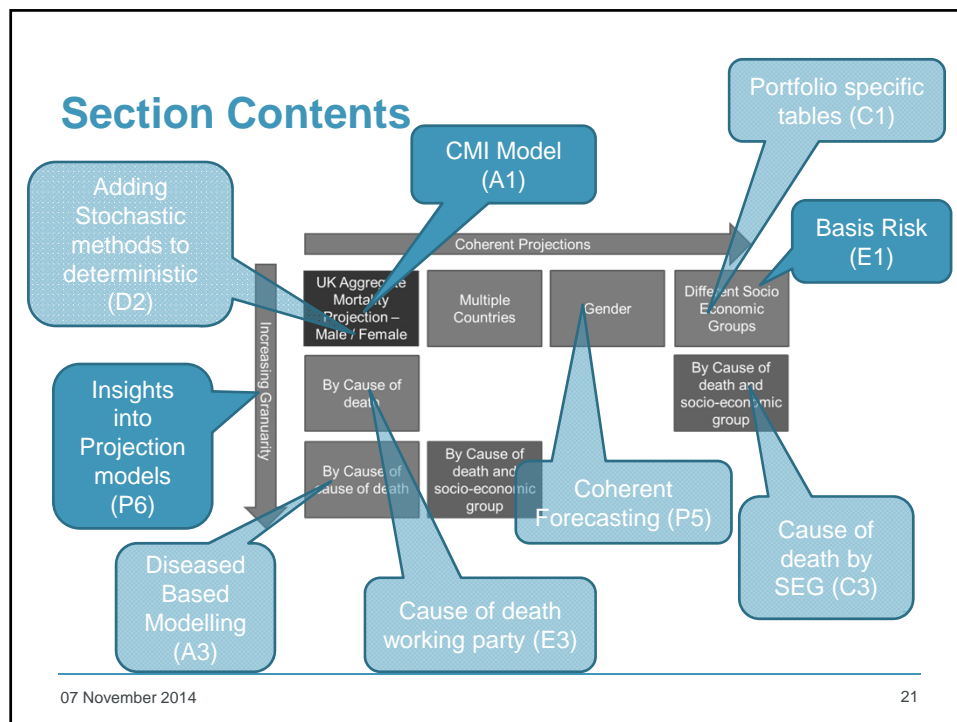 Section Contents
Portfolio specific
tables (C1)
CMI Model
(A1)
Adding
Stochastic
methods to
deterministic
(D2)
Basis Risk
(E1)
Coherent Projections
Increasing Granuarity
UK Aggregate
Mortality
Projection –
Male / Female
Multiple
Countries
Gender
Different Socio
Economic
Groups
Insights
into
Projection
models
(P6)
By Cause of
death
By Cause of
death and
socio-economic
group
By Cause of
cause of death
By Cause of
death and
socio-economic
group
Coherent
Forecasting (P5)
Cause of
death by
SEG (C3)
Diseased
Based
Modelling
(A3)
Cause of death
working party (E3)
07 November 2014
21